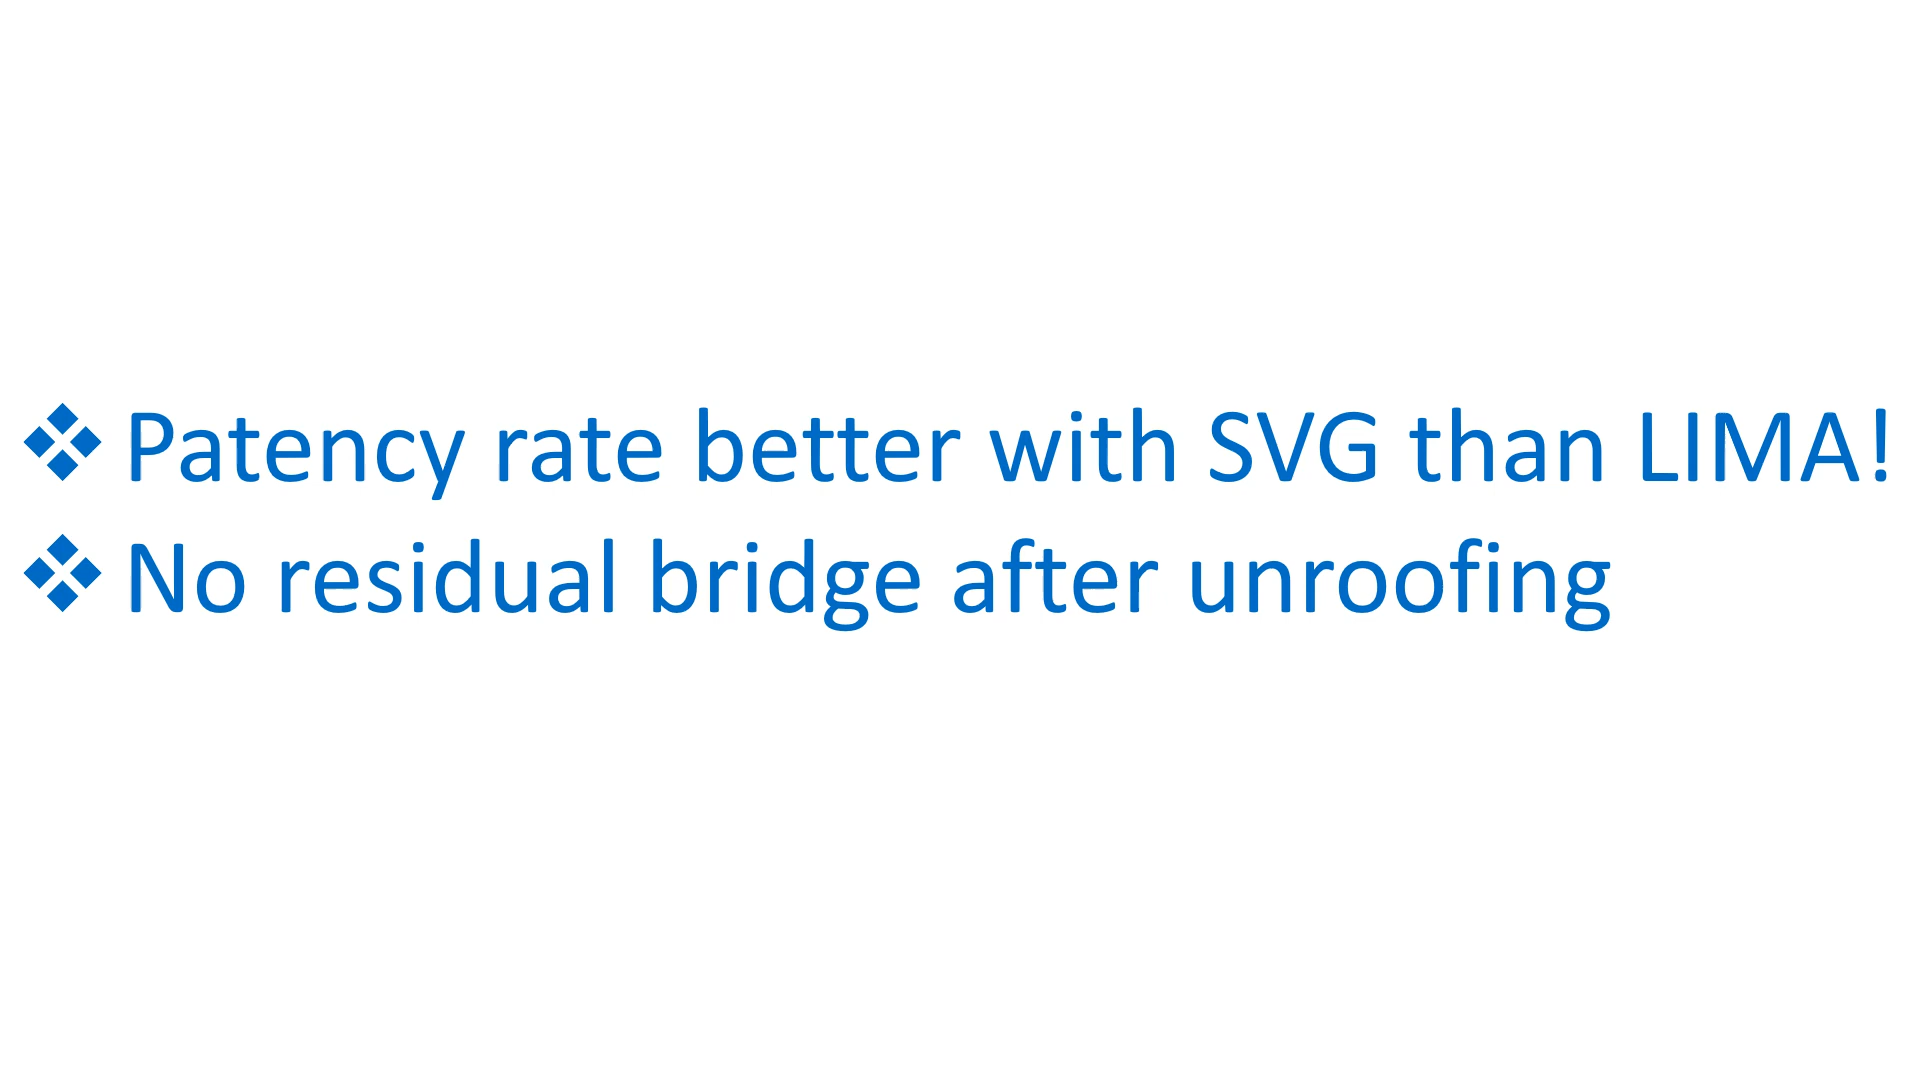 ❖ Patency rate better with SVG than LIMA!
❖ No residual bridge after unroofing